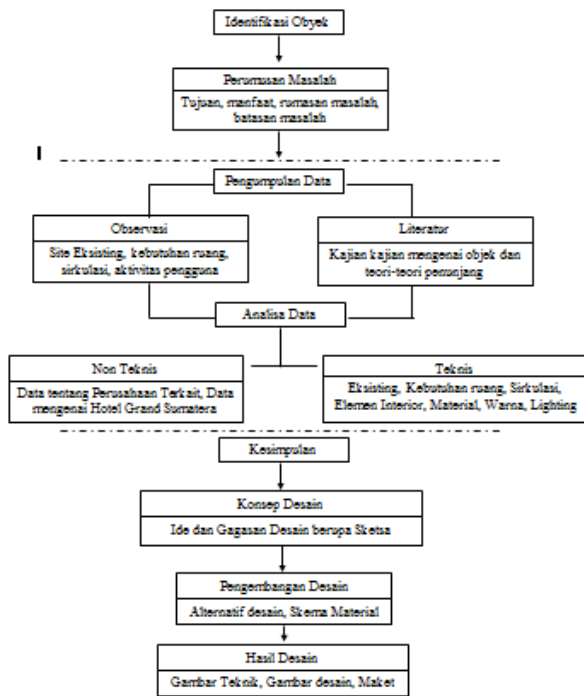 Identifikasi Obyek
Perumusan Masalah
Tujuan, manfaat, rumusan masalah,
batasan masalah
I
Pengumpulan Data
Observasi
Site Eksisting, kebutuhan ruang,
sirkulasi, aktivitas pengguna
Literatur
Kajian kajian mengenai objek dan
teori-teori penunjang
Analisa Data
Non Teknis
Data tentang Perusahaan Terkait, Data
mengenai Hotel Grand Sumatera
Teknis
Eksisting, Kebutuhan ruang, Sirkulasi,
Elemen Interior, Material, Warna, Lighting
Kesimpulan
Konsep Desain
Ide dan Gagasan Desain berupa Sketsa
Pengembangan Desain
Alternatif desain, Skema Material
Hasil Desain
Gambar Teknik, Gambar desain, Maket